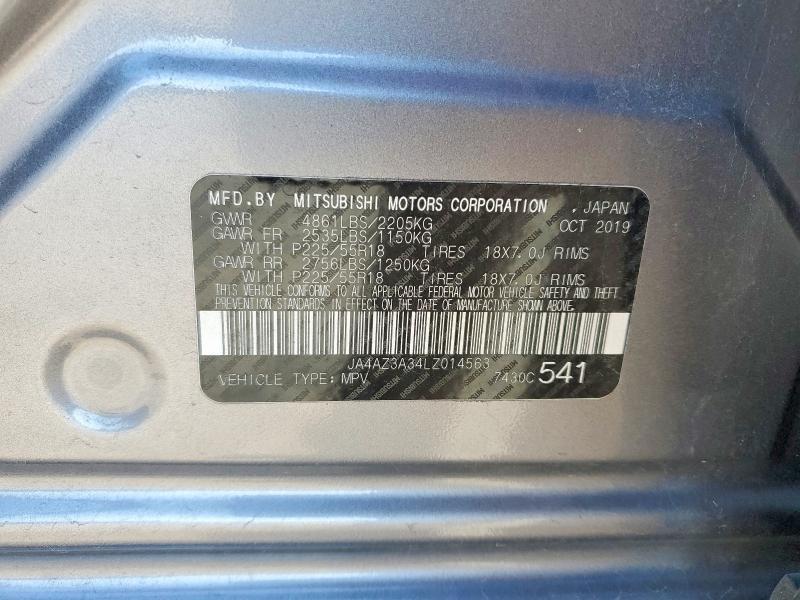 MFD.BY MITSUBISHI MOTORS CORPORATION , JAPAN
GVWR 4861LBS/2205KG OCT 2019
GAWR FR 2535LBS/1150KG
WITH P225/55R18 TIRES 18X7.0J RIMS
GAWR RR 2756LBS/1250KG
WITH P225/55R18 TIRES 18X7.0J RIMS
THIS VEHICLE CONFORMS TO ALL APPLICABLE FEDERAL MOTOR VEHICLE SAFETY AND THEFT
PREVENTION STANDARDS IN EFFECT ON THE DATE OF MANUFACTURE SHOWN ABOVE.
JA4AZ3A34LZ014563
VEHICLE TYPE: MPV 7430C 541